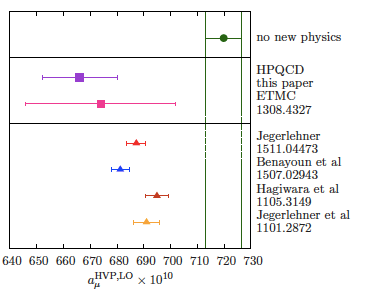 no new physics
HPQCD
this paper
ETMC
1308.4327
Jegerlehner
1511.04473
Benayoun et al
1507.02943
Hagiwara et al
1105.3149
Jegerlehner et al
1101.2872
640 650 660 670 680 690 700 710 720 730
a_μ^{HVP,LO} × 10^{10}